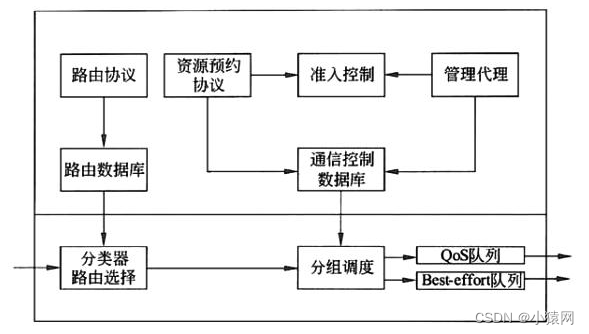 路由协议
资源预约
协议
准入控制
管理代理
路由数据库
通信控制
数据库
分类器
路由选择
分组调度
QoS队列
Best-effort队列
CSDN @小猿网